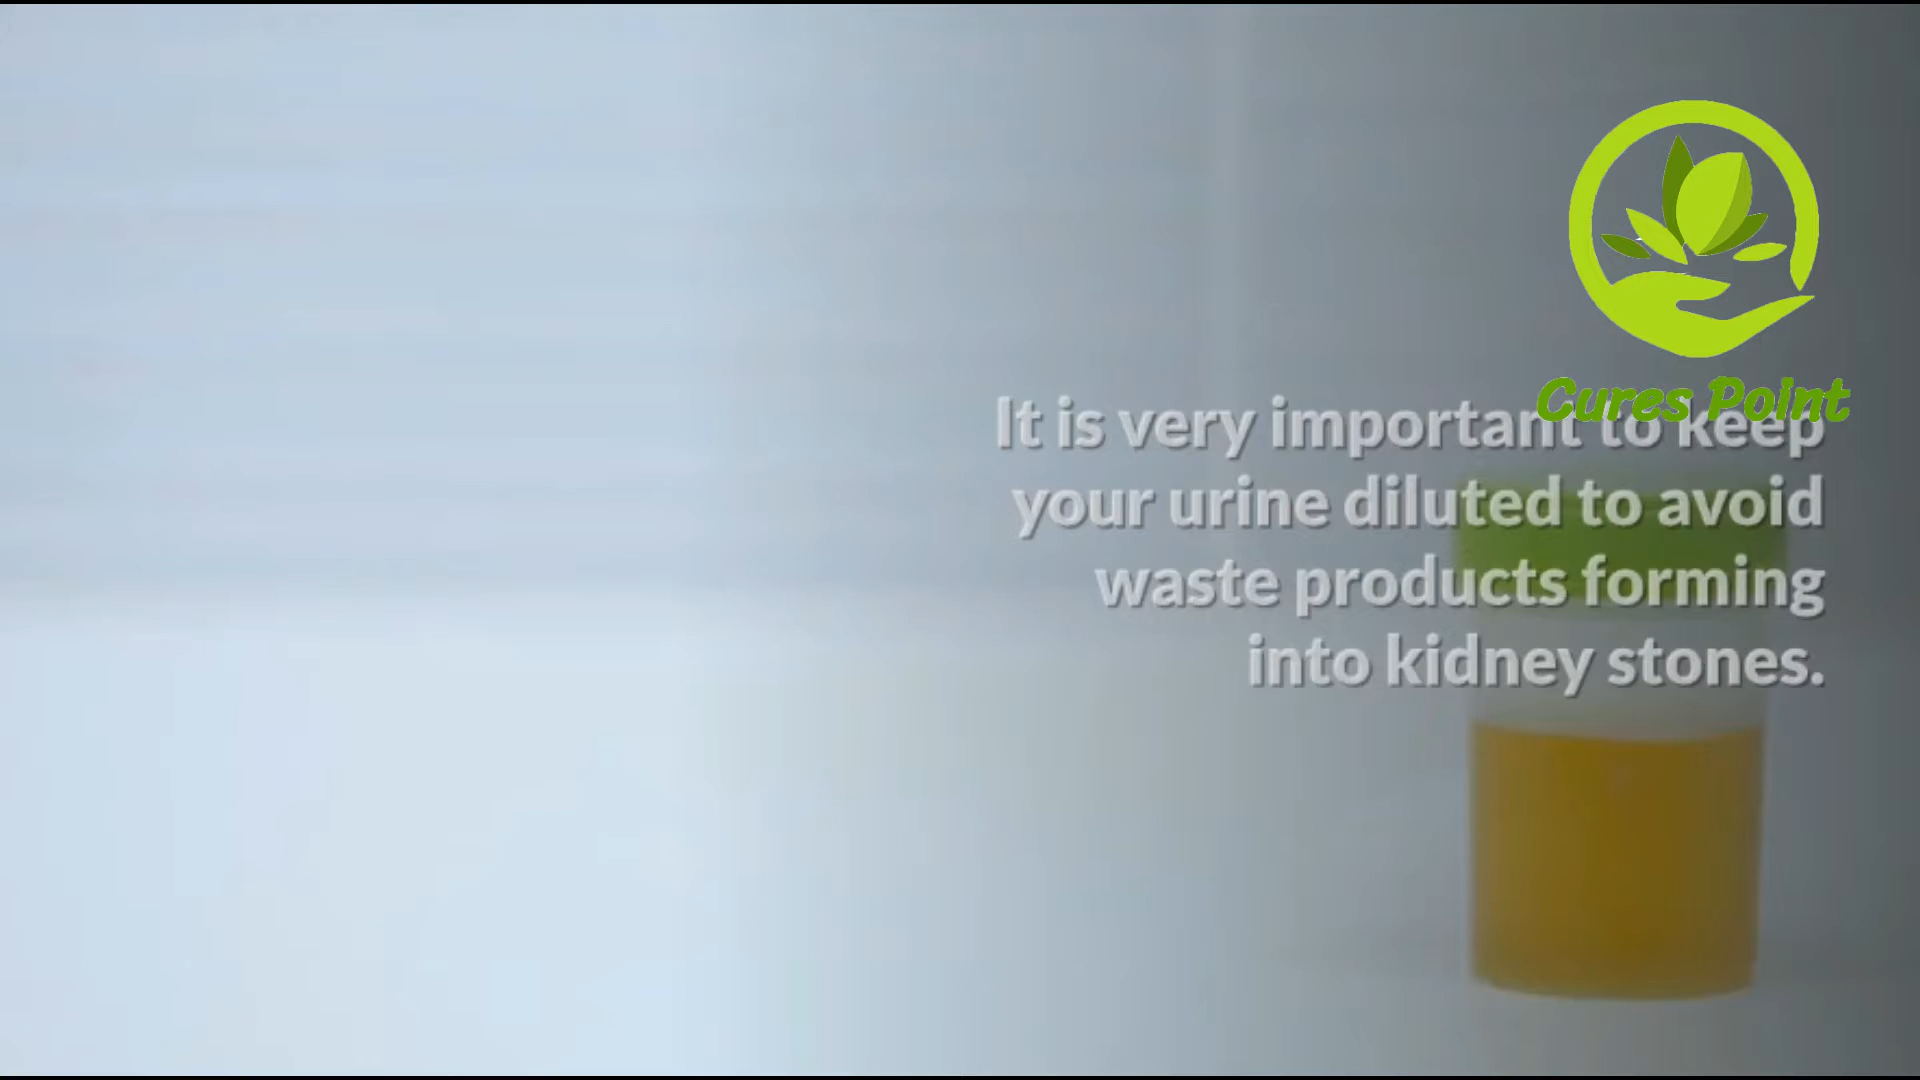 Cures Point
It is very important to keep
your urine diluted to avoid
waste products forming
into kidney stones.